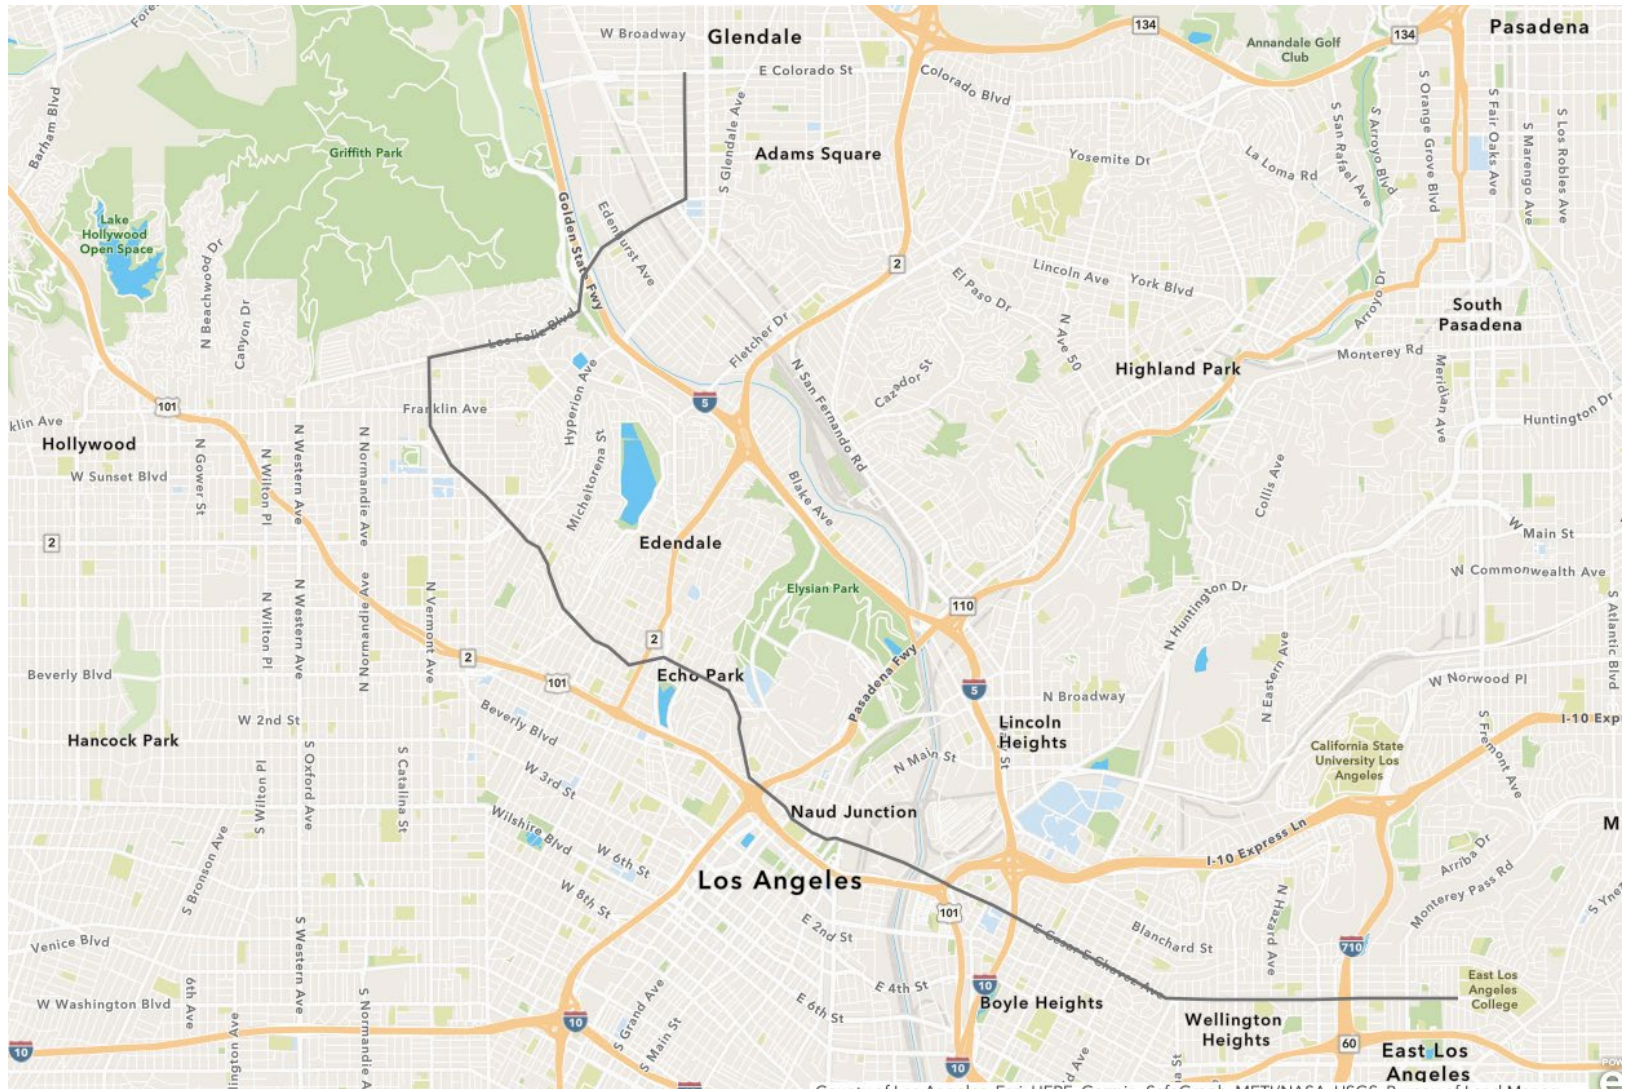 W Broadway
Glendale
134
134
Annandale Golf
Club
Pasadena
E Colorado St
Colorado Blvd
Barham Blvd
Griffith Park
S Glendale Ave
Adams Square
Yosemite Dr
La Loma Rd
S San Rafael Ave
S Arroyo Blvd
S Orange Grove Blvd
S Fair Oaks Ave
S Marengo Ave
S Los Robles Ave
Lake
Hollywood
Open Space
N Beachwood Dr
Canyon Dr
Golden State Fwy
Edenhurst Ave
2
El Paso Dr
Lincoln Ave
York Blvd
N Ave 50
Arroyo Dr
South
Pasadena
Los Feliz Blvd
Fletcher Dr
N San Fernando Rd
Cazador St
Highland Park
Monterey Rd
Meridian Ave
Huntington Dr
101
Franklin Ave
klin Ave
Hollywood
W Sunset Blvd
N Gower St
N Wilton Pl
N Western Ave
N Normandie Ave
Hyperion Ave
Micheltorena St
5
Blake Ave
Collis Ave
W Main St
2
Edendale
Elysian Park
W Commonwealth Ave
N Huntington Dr
110
N Wilton Pl
N Western Ave
N Normandie Ave
N Vermont Ave
2
2
101
Echo Park
Pasadena Fwy
5
N Broadway
N Eastern Ave
W Norwood Pl
S Atlantic Blvd
Beverly Blvd
W 2nd St
Hancock Park
Beverly Blvd
Lincoln
Heights
N Main St
California State
University Los
Angeles
I-10 Exp
S Fremont Ave
S Wilton Pl
S Oxford Ave
S Catalina St
W 3rd St
Wilshire Blvd
W 6th St
W 8th St
Naud Junction
Los Angeles
I-10 Express Ln
M
Arriba Dr
Monterey Pass Rd
S Bronson Ave
S Western Ave
Venice Blvd
W Washington Blvd
6th Ave
S Normandie A
lington Ave
101
E 2nd St
E 4th St
E 6th St
E Cesar E Chavez Ave
Blanchard St
N Hazard Ave
710
East Los
Angeles
College
10
Boyle Heights
Wellington
Heights
60
East Los
Angeles
10
10
S Grand Ave
S Main St
10